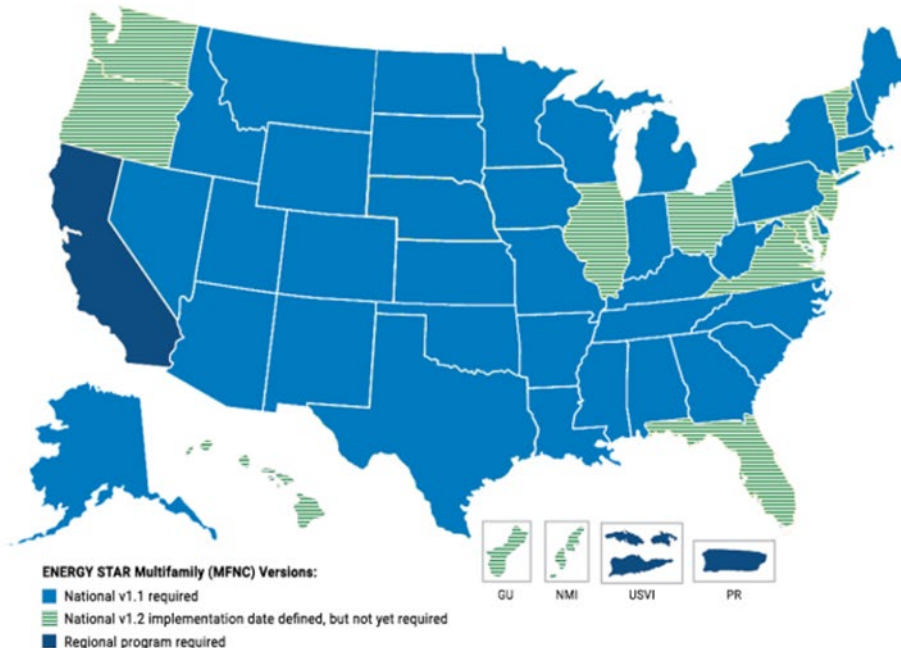 GU
NMI
USVI
PR
ENERGY STAR Multifamily (MFNC) Versions:
National v1.1 required
National v1.2 implementation date defined, but not yet required
Regional program required